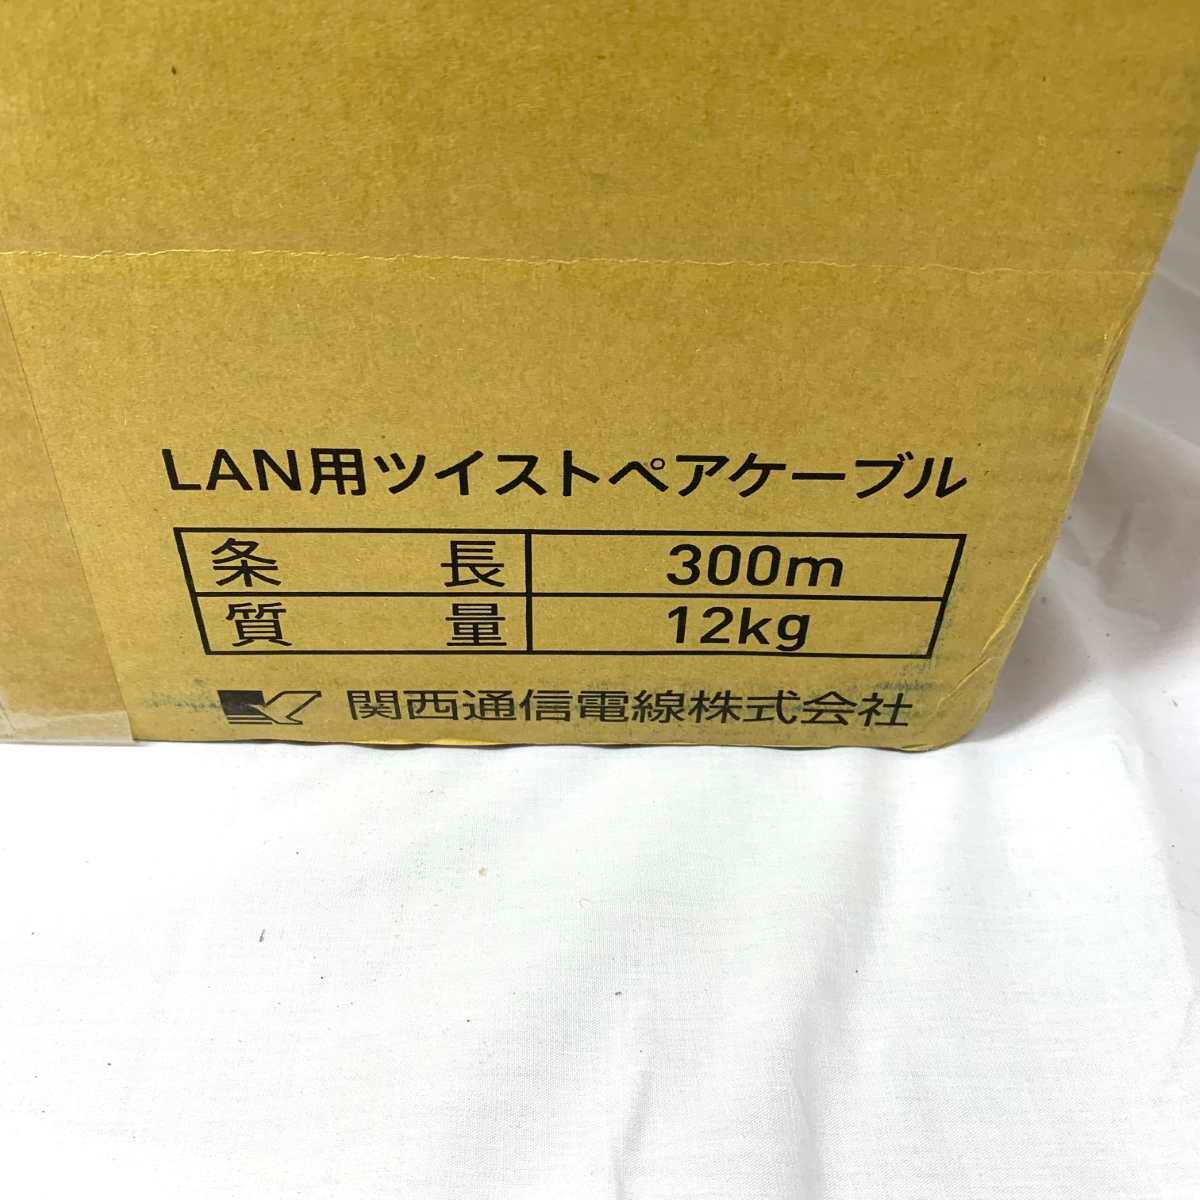 LAN用ツイストペアケーブル
条長 300m
質量 12kg
関西通信電線株式会社